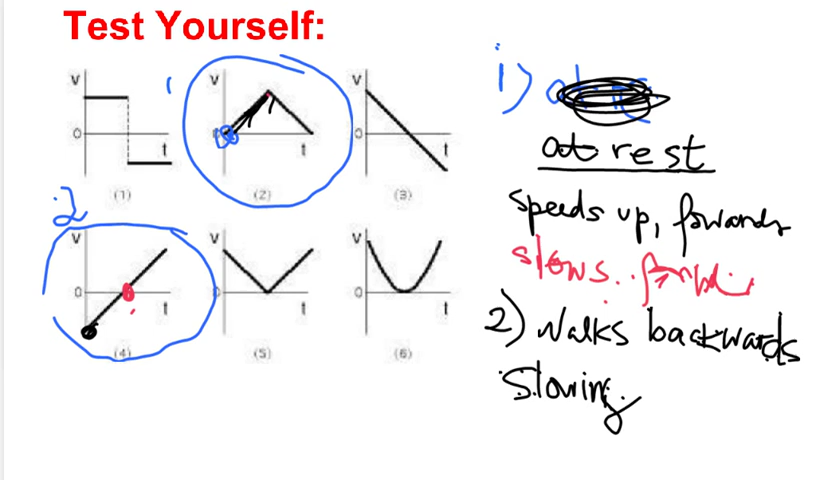 Test Yourself:
v 1 v v
0 0 0
t t t
(1) (2) (3)
2
v v v
0 0
t t t
(4) (5) (6)
1)
at rest
speeds up, forwards
slows..
2) Walks backwards
Slowing